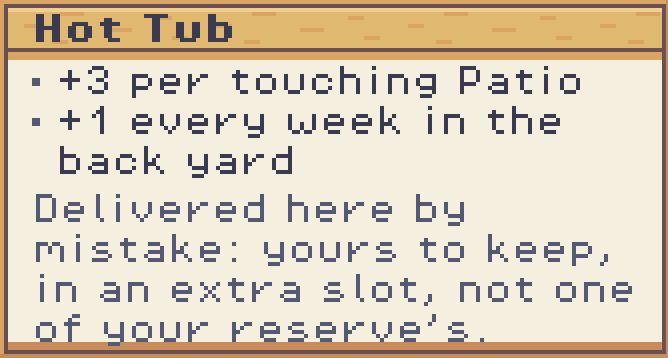 Hot Tub
▪ +3 per touching Patio
▪ +1 every week in the
back yard
Delivered here by
mistake: yours to keep,
in an extra slot, not one
of your reserve's.